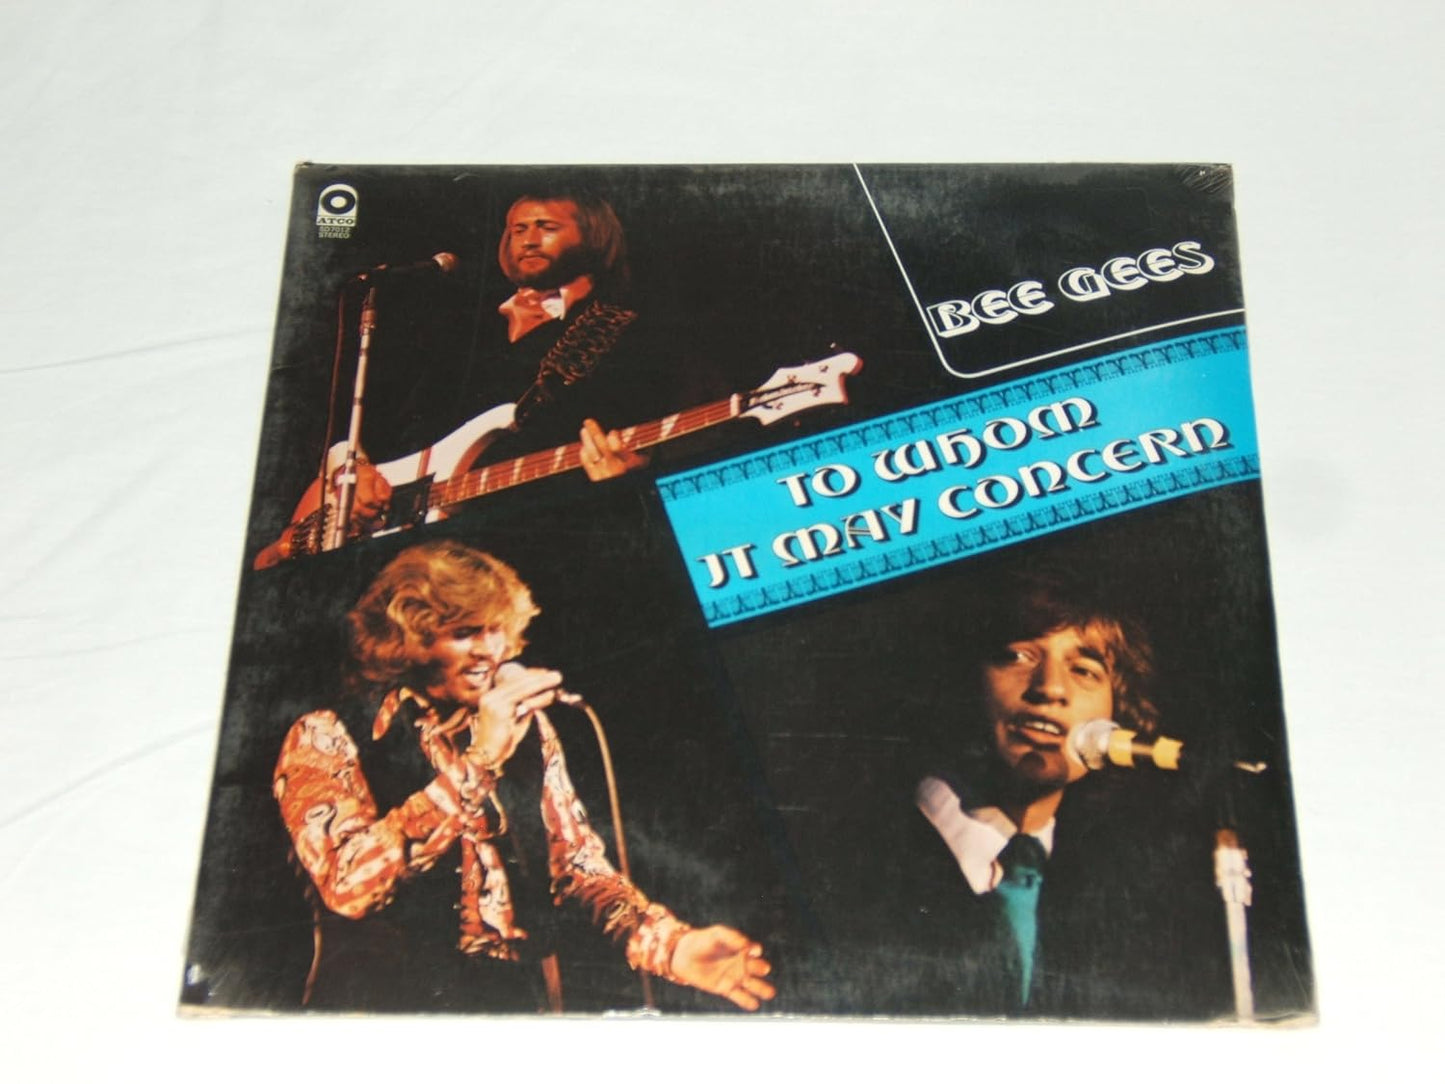 ATCO
SD 7012
STEREO
BEE GEES
TO WHOM
IT MAY CONCERN